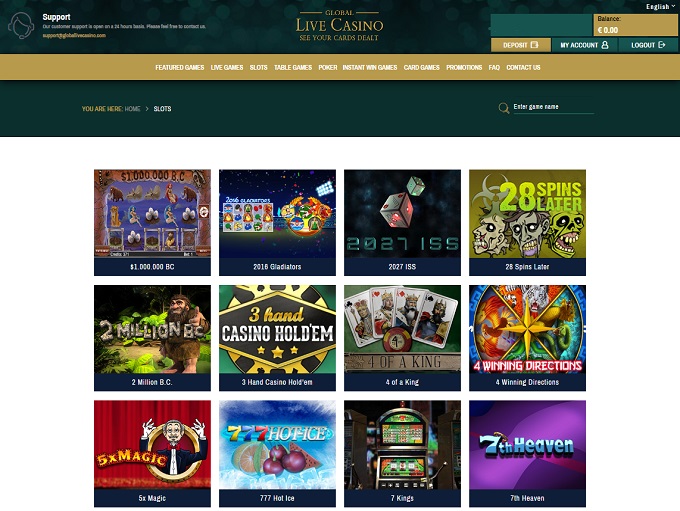 Support
Our customer support is open on a 24 hours basis. Please feel free to contact us.
support@globallivecasino.com
GLOBAL
LIVE CASINO
SEE YOUR CARDS DEALT
English
Balance:
€ 0.00
DEPOSIT
MY ACCOUNT
LOGOUT
FEATURED GAMES LIVE GAMES SLOTS TABLE GAMES POKER INSTANT WIN GAMES CARD GAMES PROMOTIONS FAQ CONTACT US
YOU ARE HERE: HOME > SLOTS
Enter game name
$1,000,000 B.C
Credits: 371
Bet: 1
2016 GLADIATORS
2027 ISS
28 SPINS
LATER
$1,000,000 BC
2016 Gladiators
2027 ISS
28 Spins Later
2 MILLION B.C.
3 hand
CASINO HOLD'EM
4 OF A KING
4 WINNING DIRECTIONS
2 Million B.C.
3 Hand Casino Hold'em
4 of a King
4 Winning Directions
5x MAGIC
777 HOT ICE
7th Heaven
5x Magic
777 Hot Ice
7 Kings
7th Heaven